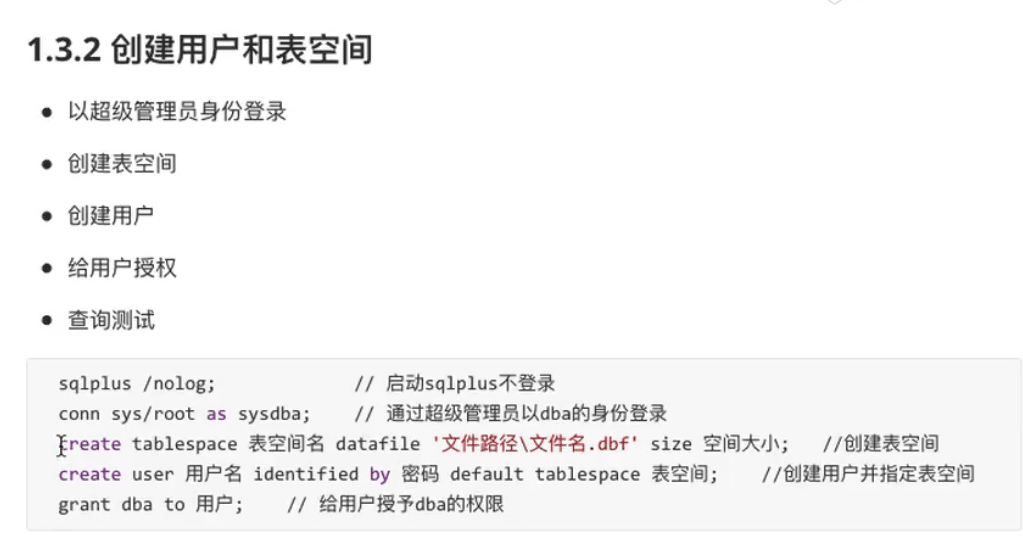 1.3.2 创建用户和表空间
以超级管理员身份登录
创建表空间
创建用户
给用户授权
查询测试
sqlplus /nolog; // 启动sqlplus不登录
conn sys/root as sysdba; // 通过超级管理员以dba的身份登录
create tablespace 表空间名 datafile '文件路径\文件名.dbf' size 空间大小; //创建表空间
create user 用户名 identified by 密码 default tablespace 表空间; //创建用户并指定表空间
grant dba to 用户; // 给用户授予dba的权限